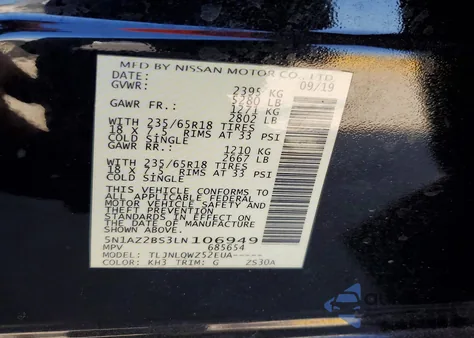 MFD BY NISSAN MOTOR CO., LTD.
DATE: 09/19
GVWR: 2395 KG
5280 LB
GAWR FR.: 1271 KG
2802 LB
WITH 235/65R18 TIRES
18 X 7.5 RIMS AT 33 PSI
COLD SINGLE
GAWR RR.: 1210 KG
2667 LB
WITH 235/65R18 TIRES
18 X 7.5 RIMS AT 33 PSI
COLD SINGLE
THIS VEHICLE CONFORMS TO
ALL APPLICABLE FEDERAL
MOTOR VEHICLE SAFETY AND
THEFT PREVENTION
STANDARDS IN EFFECT ON
THE DATE OF MANUFACTURE
SHOWN ABOVE.
5N1AZ2BS3LN106949
MPV 685654
MODEL: TLJNLQWZ52EUA----
COLOR: KH3 TRIM: G 2S30A